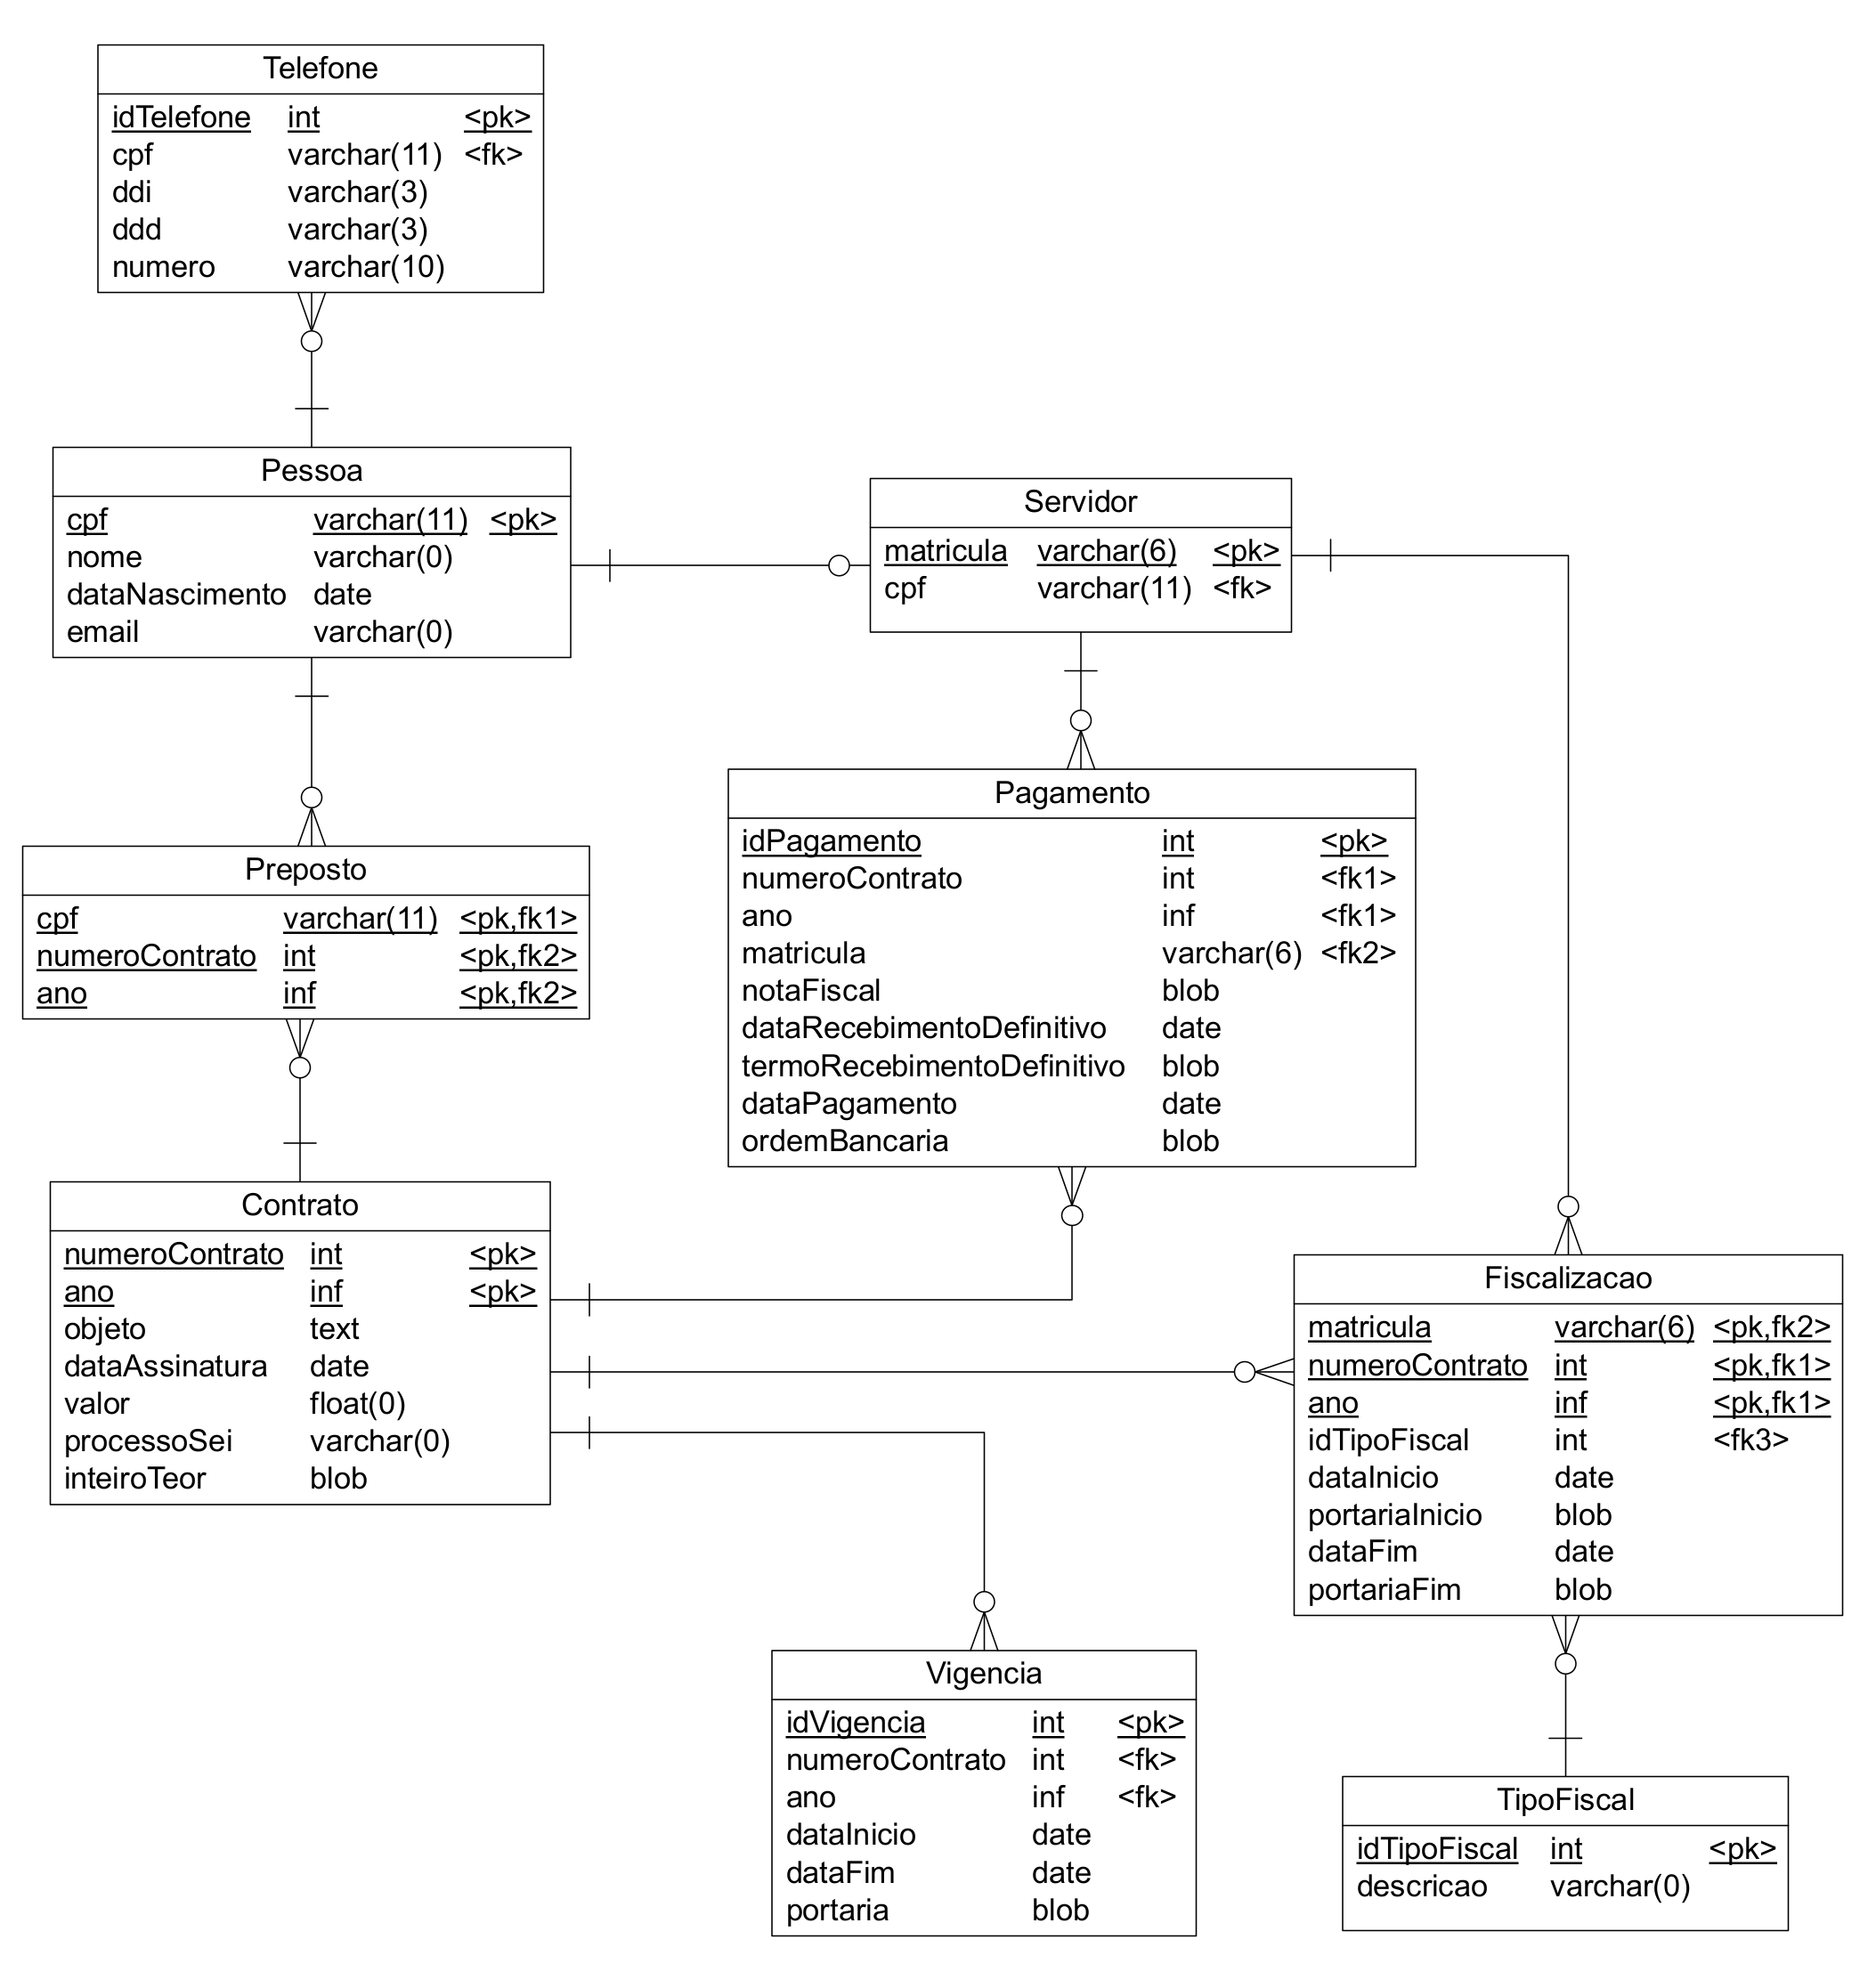 Telefone
idTelefone int <pk>
cpf varchar(11) <fk>
ddi varchar(3)
ddd varchar(3)
numero varchar(10)
Pessoa
cpf varchar(11) <pk>
nome varchar(0)
dataNascimento date
email varchar(0)
Servidor
matricula varchar(6) <pk>
cpf varchar(11) <fk>
Pagamento
idPagamento int <pk>
numeroContrato int <fk1>
ano inf <fk1>
matricula varchar(6) <fk2>
notaFiscal blob
dataRecebimentoDefinitivo date
termoRecebimentoDefinitivo blob
dataPagamento date
ordemBancaria blob
Preposto
cpf varchar(11) <pk,fk1>
numeroContrato int <pk,fk2>
ano inf <pk,fk2>
Contrato
numeroContrato int <pk>
ano inf <pk>
objeto text
dataAssinatura date
valor float(0)
processoSei varchar(0)
inteiroTeor blob
Fiscalizacao
matricula varchar(6) <pk,fk2>
numeroContrato int <pk,fk1>
ano inf <pk,fk1>
idTipoFiscal int <fk3>
dataInicio date
portariaInicio blob
dataFim date
portariaFim blob
Vigencia
idVigencia int <pk>
numeroContrato int <fk>
ano inf <fk>
dataInicio date
dataFim date
portaria blob
TipoFiscal
idTipoFiscal int <pk>
descricao varchar(0)